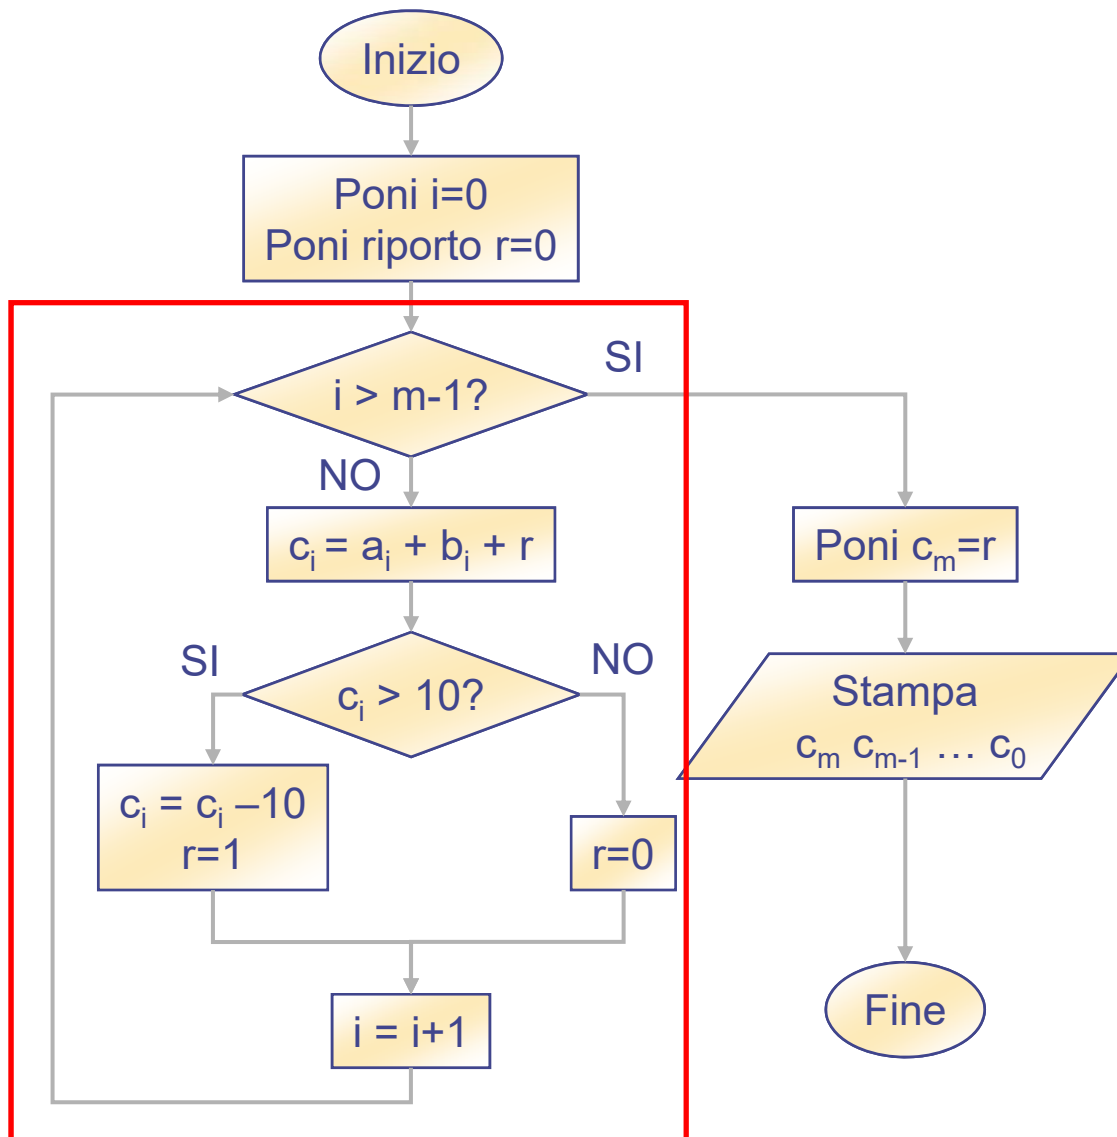 Inizio
Poni i=0
Poni riporto r=0
i > m-1?
SI
NO
cᵢ = aᵢ + bᵢ + r
cᵢ > 10?
SI
NO
cᵢ = cᵢ –10
r=1
r=0
i = i+1
Poni cₘ=r
Stampa
cₘ cₘ₋₁ … c₀
Fine